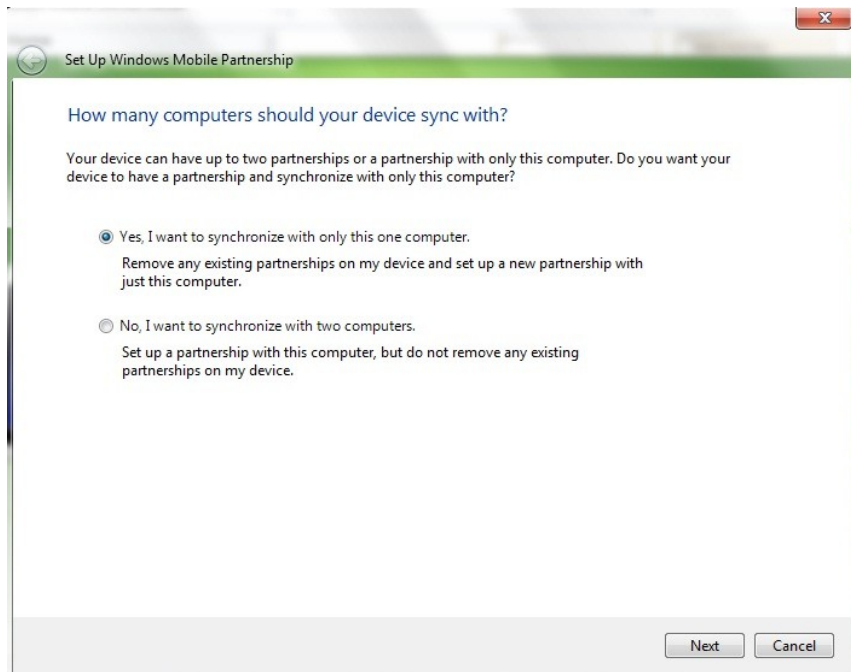 Set Up Windows Mobile Partnership
How many computers should your device sync with?
Your device can have up to two partnerships or a partnership with only this computer. Do you want your
device to have a partnership and synchronize with only this computer?
Yes, I want to synchronize with only this one computer.
Remove any existing partnerships on my device and set up a new partnership with
just this computer.
No, I want to synchronize with two computers.
Set up a partnership with this computer, but do not remove any existing
partnerships on my device.
Next Cancel